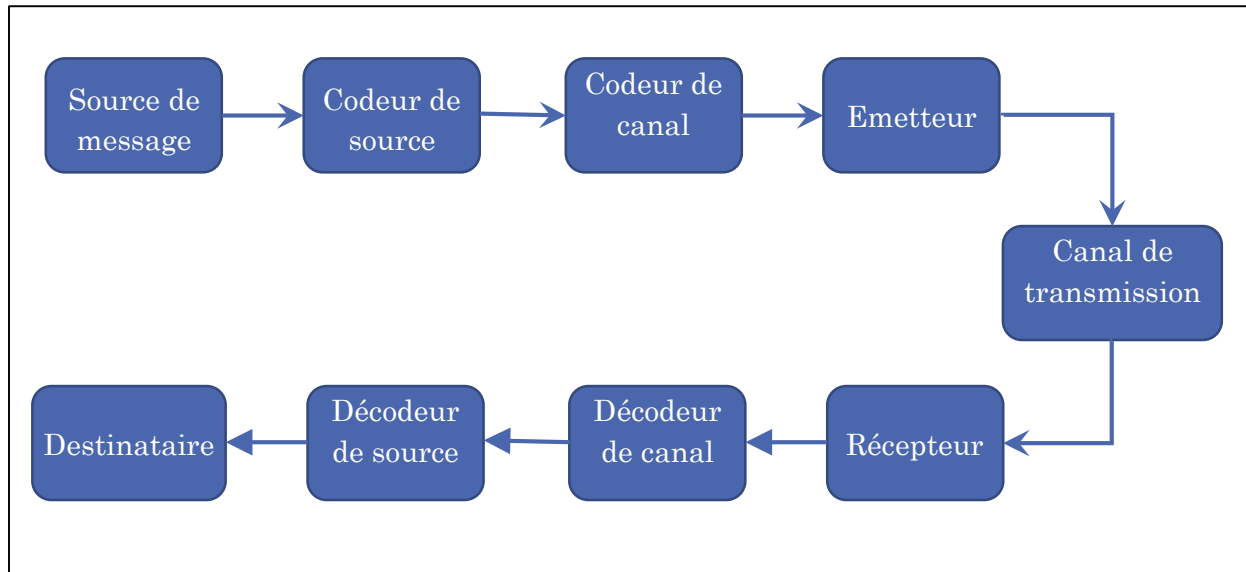 Source de
message
Codeur de
source
Codeur de
canal
Emetteur
Canal de
transmission
Récepteur
Décodeur
de canal
Décodeur
de source
Destinataire